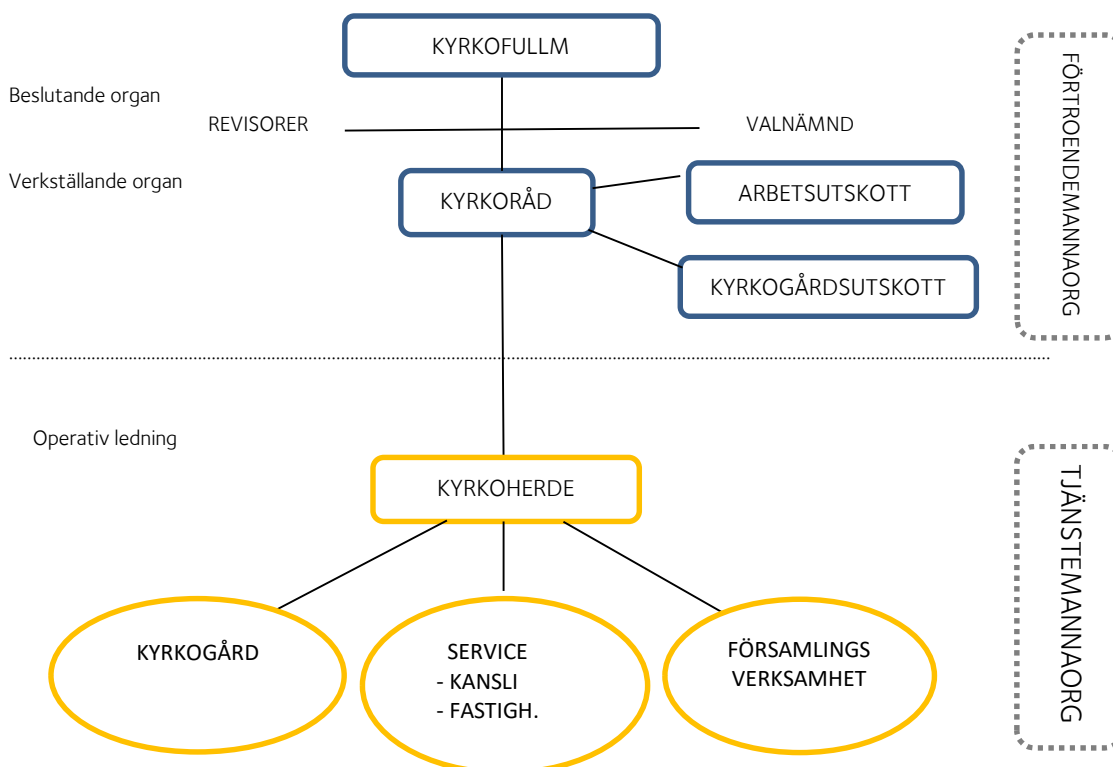 KYRKOFULLM
Beslutande organ
REVISORER
VALNÄMND
Verkställande organ
KYRKORÅD
ARBETSUTSKOTT
KYRKOGÅRDSUTSKOTT
FÖRTROENDEMANNAORG
Operativ ledning
KYRKOHERDE
KYRKOGÅRD
SERVICE
- KANSLI
- FASTIGH.
FÖRSAMLINGS
VERKSAMHET
TJÄNSTEMANNAORG